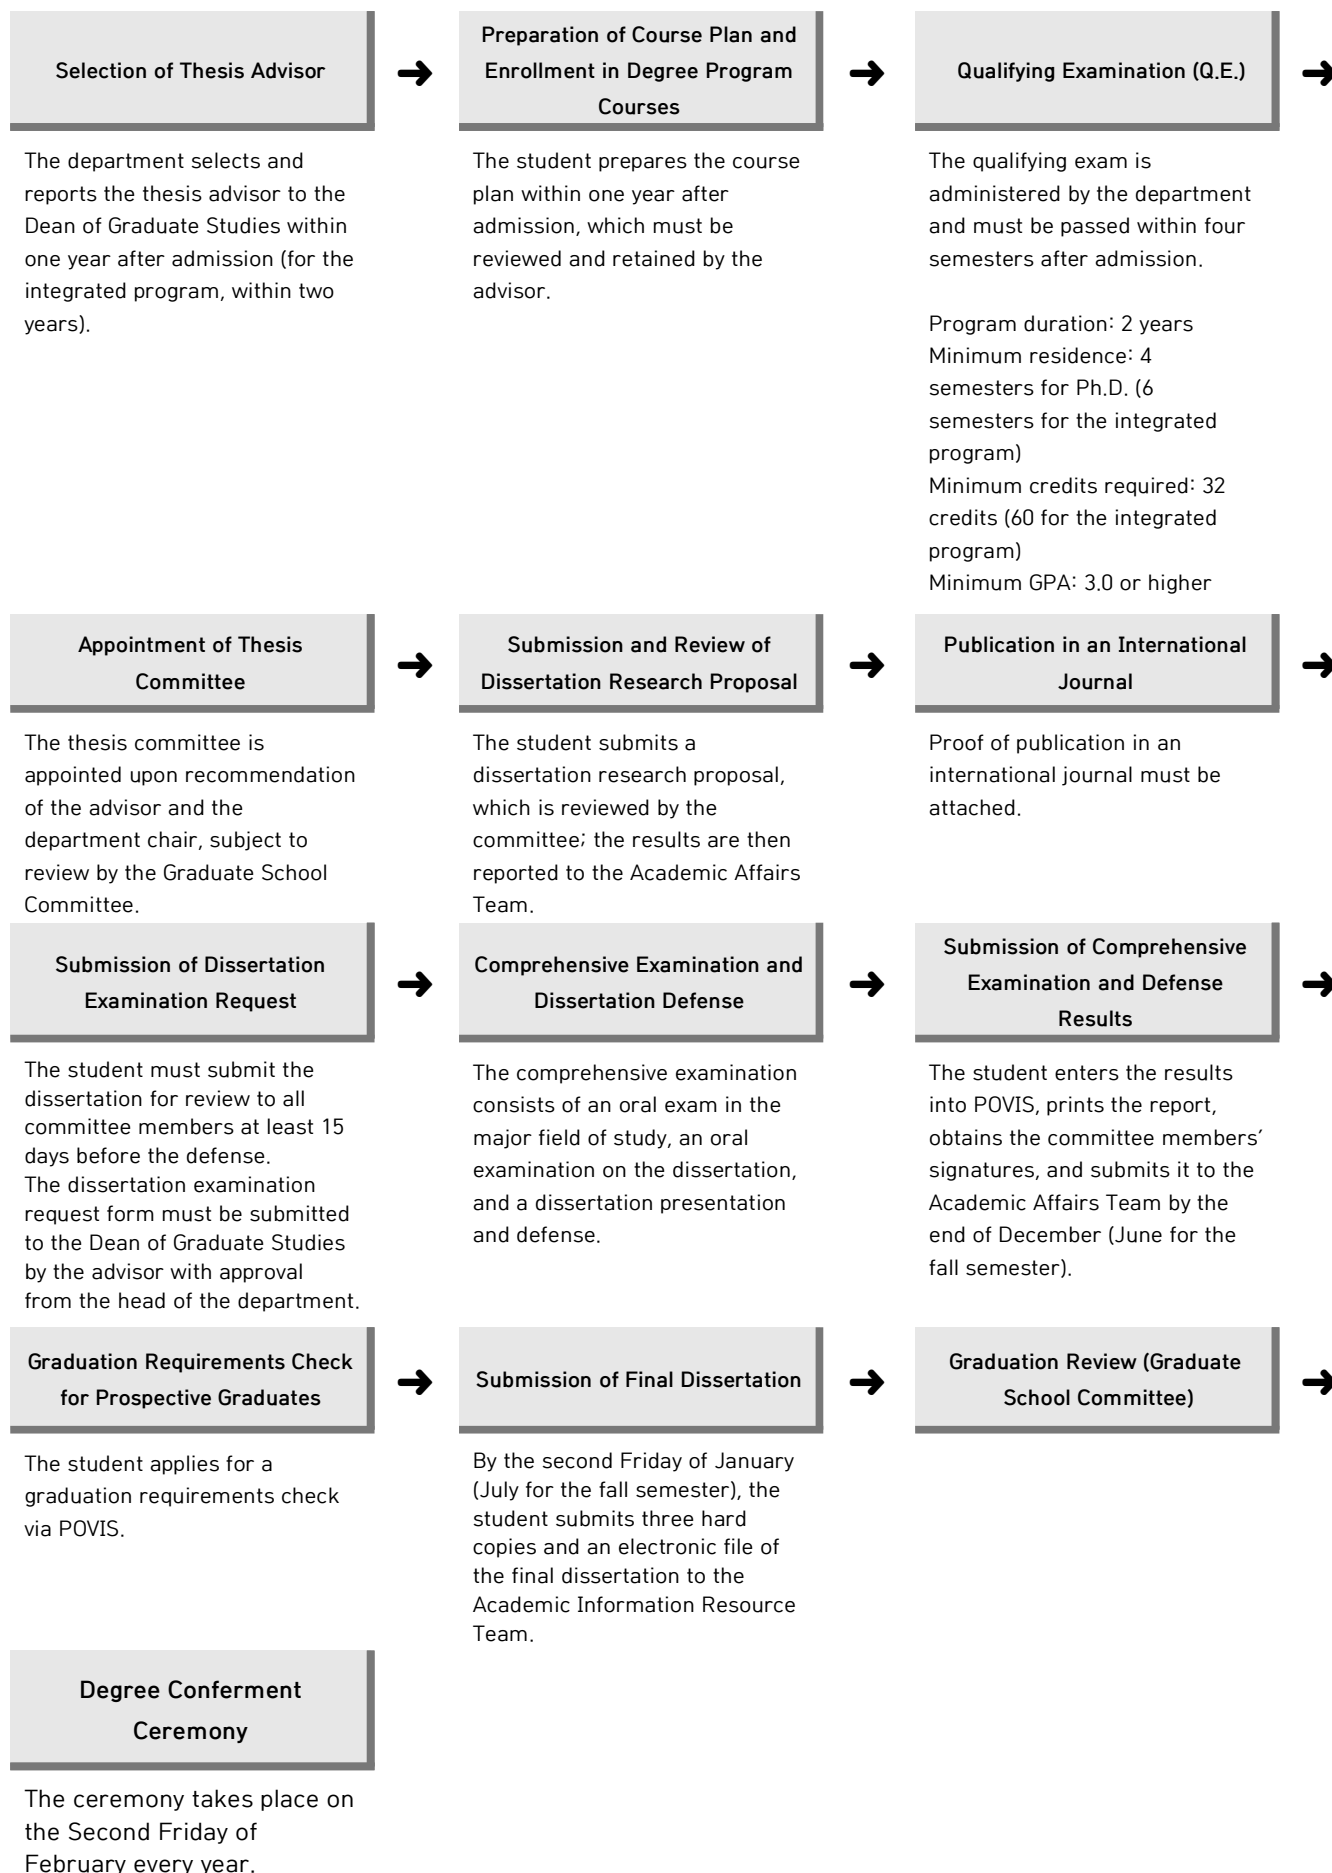 Selection of Thesis Advisor
The department selects and
reports the thesis advisor to the
Dean of Graduate Studies within
one year after admission (for the
integrated program, within two
years).
Preparation of Course Plan and
Enrollment in Degree Program
Courses
The student prepares the course
plan within one year after
admission, which must be
reviewed and retained by the
advisor.
Qualifying Examination (Q.E.)
The qualifying exam is
administered by the department
and must be passed within four
semesters after admission.
Program duration: 2 years
Minimum residence: 4
semesters for Ph.D. (6
semesters for the integrated
program)
Minimum credits required: 32
credits (60 for the integrated
program)
Minimum GPA: 3.0 or higher
Appointment of Thesis
Committee
The thesis committee is
appointed upon recommendation
of the advisor and the
department chair, subject to
review by the Graduate School
Committee.
Submission and Review of
Dissertation Research Proposal
The student submits a
dissertation research proposal,
which is reviewed by the
committee; the results are then
reported to the Academic Affairs
Team.
Publication in an International
Journal
Proof of publication in an
international journal must be
attached.
Submission of Dissertation
Examination Request
The student must submit the
dissertation for review to all
committee members at least 15
days before the defense.
The dissertation examination
request form must be submitted
to the Dean of Graduate Studies
by the advisor with approval
from the head of the department.
Comprehensive Examination and
Dissertation Defense
The comprehensive examination
consists of an oral exam in the
major field of study, an oral
examination on the dissertation,
and a dissertation presentation
and defense.
Submission of Comprehensive
Examination and Defense
Results
The student enters the results
into POVIS, prints the report,
obtains the committee members'
signatures, and submits it to the
Academic Affairs Team by the
end of December (June for the
fall semester).
Graduation Requirements Check
for Prospective Graduates
The student applies for a
graduation requirements check
via POVIS.
Submission of Final Dissertation
By the second Friday of January
(July for the fall semester), the
student submits three hard
copies and an electronic file of
the final dissertation to the
Academic Information Resource
Team.
Graduation Review (Graduate
School Committee)
Degree Conferment
Ceremony
The ceremony takes place on
the Second Friday of
February every year.